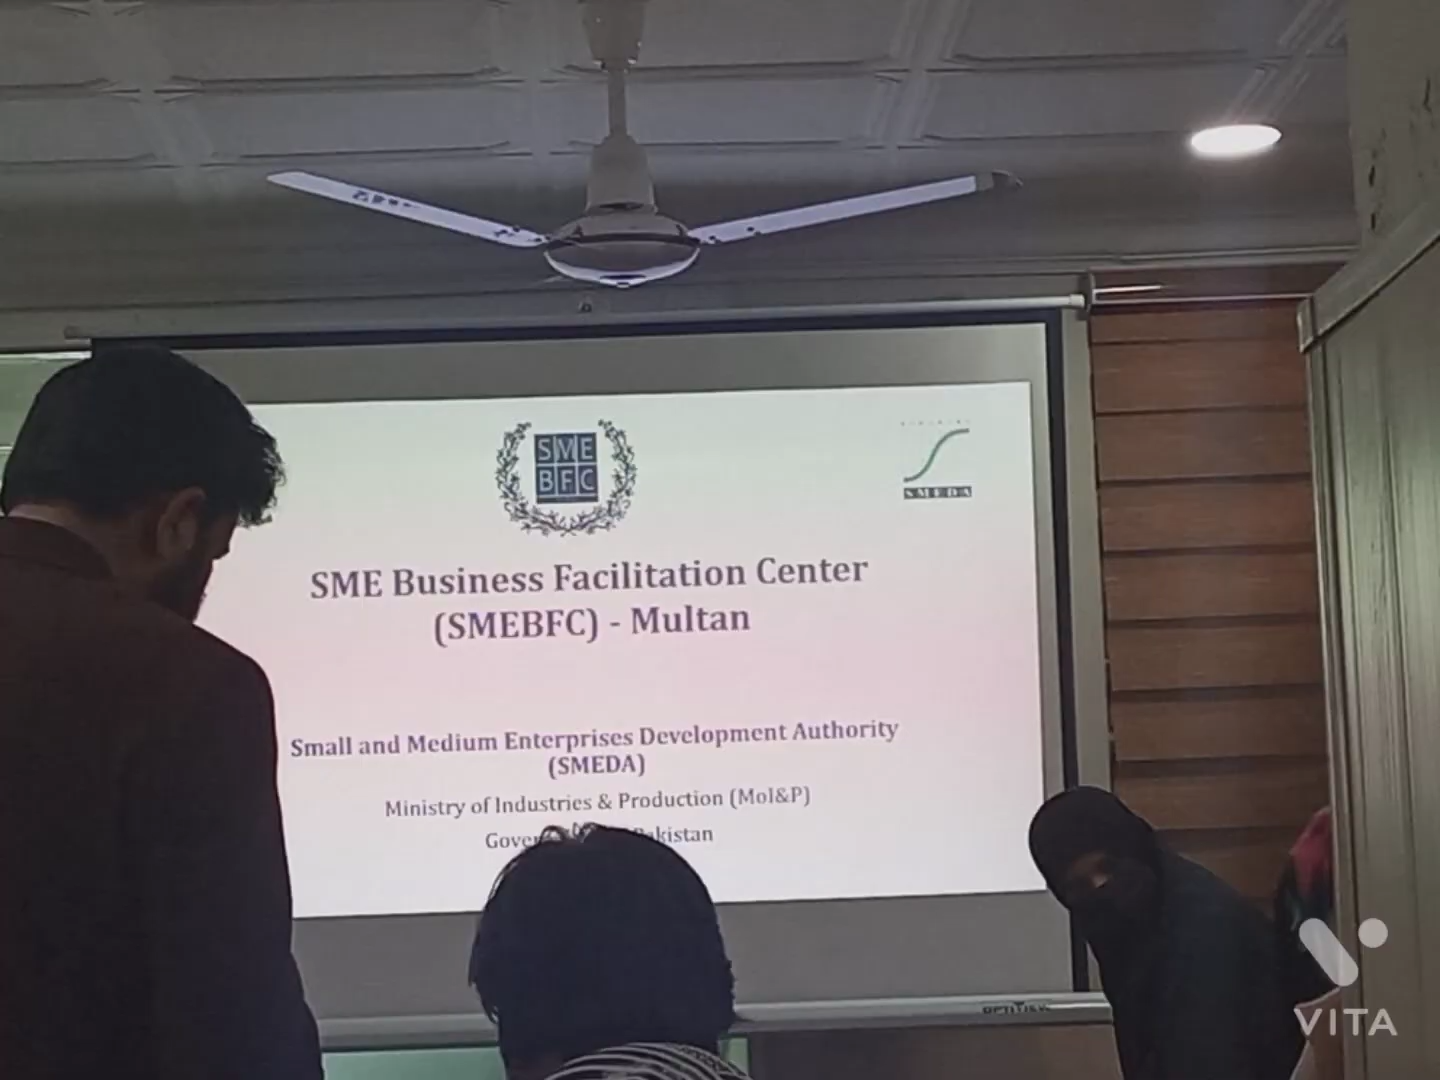 SME
BFC
SMEDA
SME Business Facilitation Center
(SMEBFC) - Multan
Small and Medium Enterprises Development Authority
(SMEDA)
Ministry of Industries & Production (MoI&P)
VITA